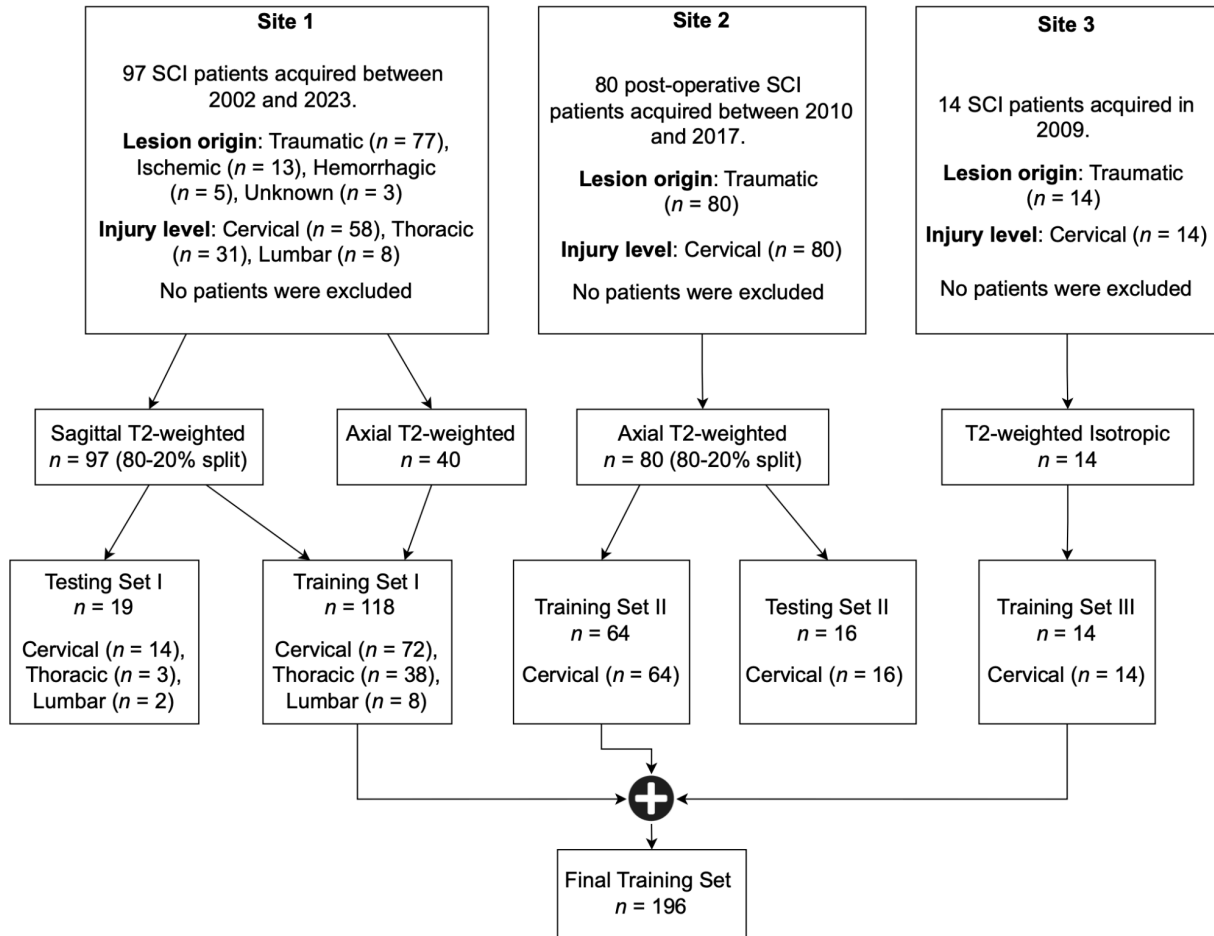 Site 1
97 SCI patients acquired between
2002 and 2023.
Lesion origin: Traumatic (n = 77),
Ischemic (n = 13), Hemorrhagic
(n = 5), Unknown (n = 3)
Injury level: Cervical (n = 58), Thoracic
(n = 31), Lumbar (n = 8)
No patients were excluded
Site 2
80 post-operative SCI
patients acquired between 2010
and 2017.
Lesion origin: Traumatic
(n = 80)
Injury level: Cervical (n = 80)
No patients were excluded
Site 3
14 SCI patients acquired in
2009.
Lesion origin: Traumatic
(n = 14)
Injury level: Cervical (n = 14)
No patients were excluded
Sagittal T2-weighted
n = 97 (80-20% split)
Axial T2-weighted
n = 40
Axial T2-weighted
n = 80 (80-20% split)
T2-weighted Isotropic
n = 14
Testing Set I
n = 19
Cervical (n = 14),
Thoracic (n = 3),
Lumbar (n = 2)
Training Set I
n = 118
Cervical (n = 72),
Thoracic (n = 38),
Lumbar (n = 8)
Training Set II
n = 64
Cervical (n = 64)
Testing Set II
n = 16
Cervical (n = 16)
Training Set III
n = 14
Cervical (n = 14)
Final Training Set
n = 196